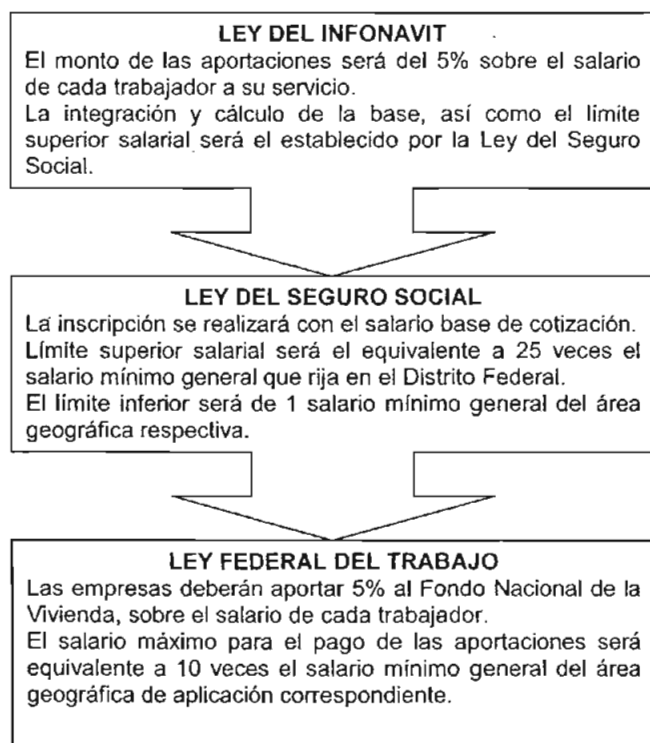 LEY DEL INFONAVIT
El monto de las aportaciones será del 5% sobre el salario
de cada trabajador a su servicio.
La integración y cálculo de la base, así como el límite
superior salarial será el establecido por la Ley del Seguro
Social.
LEY DEL SEGURO SOCIAL
La inscripción se realizará con el salario base de cotización.
Límite superior salarial será el equivalente a 25 veces el
salario mínimo general que rija en el Distrito Federal.
El límite inferior será de 1 salario mínimo general del área
geográfica respectiva.
LEY FEDERAL DEL TRABAJO
Las empresas deberán aportar 5% al Fondo Nacional de la
Vivienda, sobre el salario de cada trabajador.
El salario máximo para el pago de las aportaciones será
equivalente a 10 veces el salario mínimo general del área
geográfica de aplicación correspondiente.